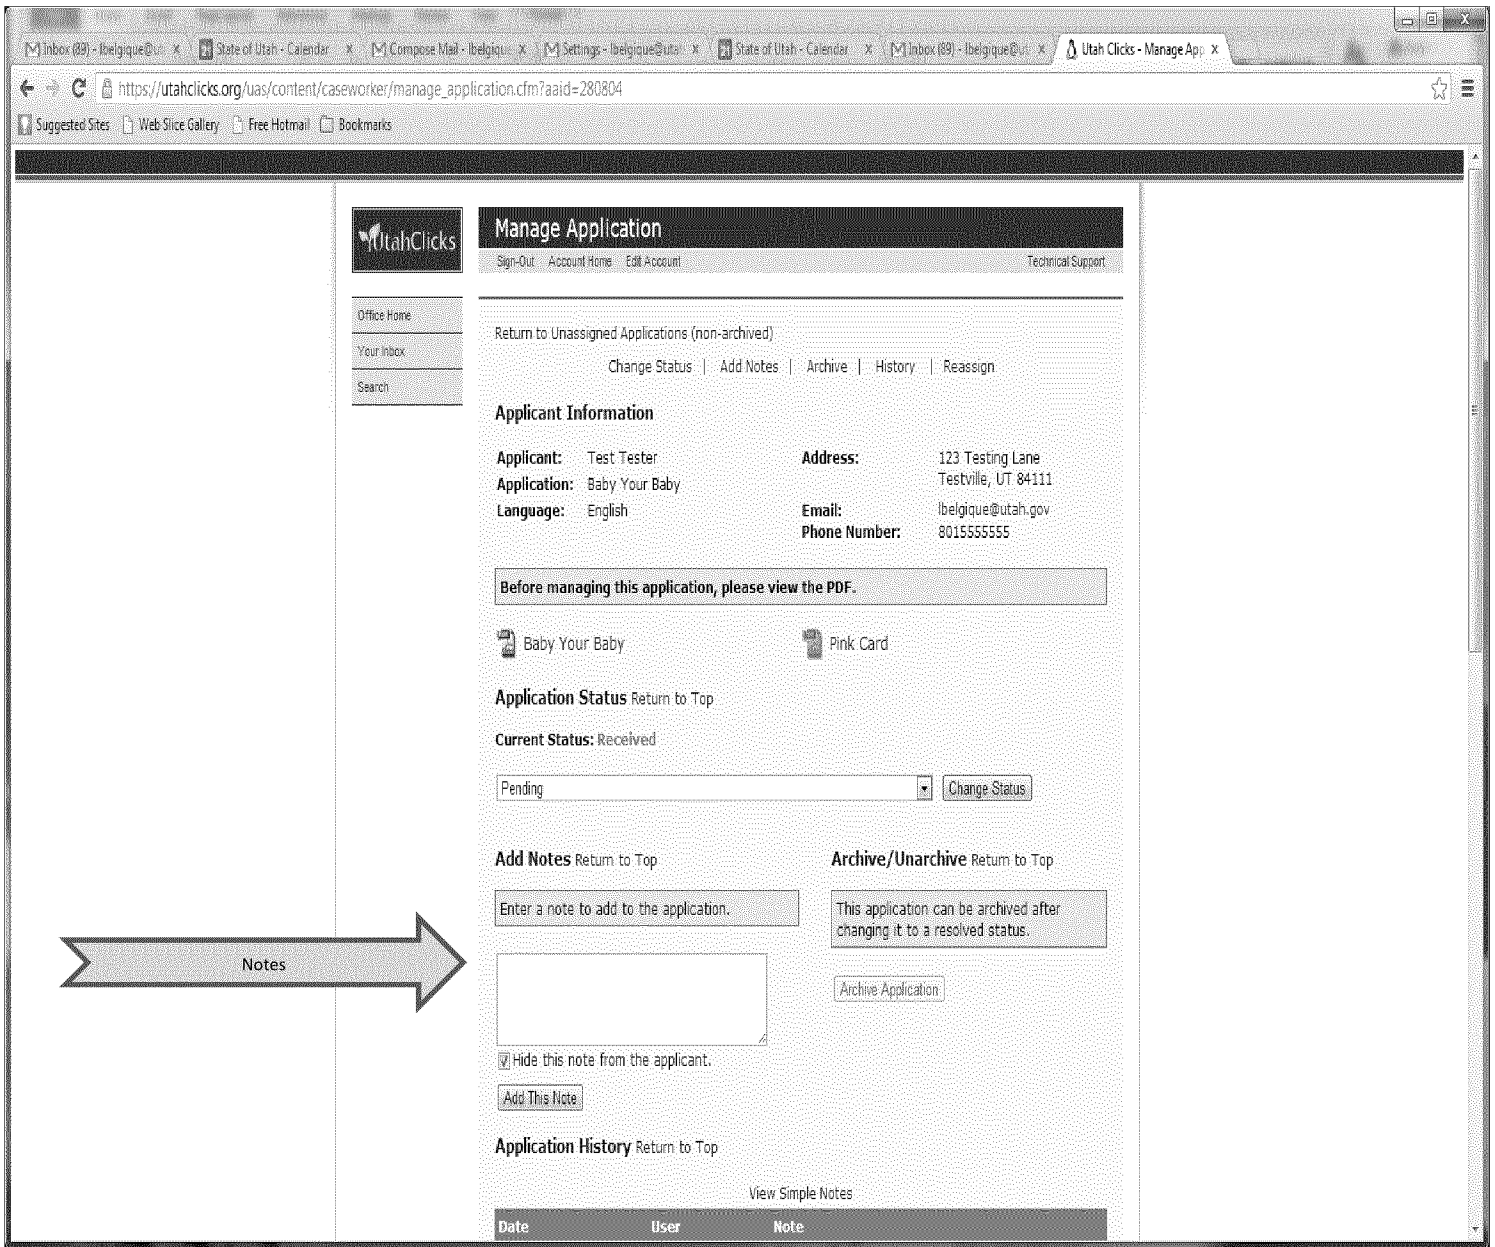 Inbox (89) - lbelgique@ut x
State of Utah - Calendar x
Compose Mail - lbelgique x
Settings - lbelgique@utah x
State of Utah - Calendar x
Inbox (89) - lbelgique@ut x
Utah Clicks - Manage App x
https://utahclicks.org/uas/content/caseworker/manage_application.cfm?aaid=280804
Suggested Sites Web Slice Gallery Free Hotmail Bookmarks
UtahClicks
Manage Application
Sign-Out Account Home Edit Account Technical Support
Office Home
Your Inbox
Search
Return to Unassigned Applications (non-archived)
Change Status | Add Notes | Archive | History | Reassign
Applicant Information
Applicant: Test Tester Address: 123 Testing Lane
Testville, UT 84111
Application: Baby Your Baby
Language: English Email: lbelgique@utah.gov
Phone Number: 8015555555
Before managing this application, please view the PDF.
Baby Your Baby Pink Card
Application Status Return to Top
Current Status: Received
Pending Change Status
Add Notes Return to Top Archive/Unarchive Return to Top
Enter a note to add to the application. This application can be archived after
changing it to a resolved status.
Notes
Archive Application
Hide this note from the applicant.
Add This Note
Application History Return to Top
View Simple Notes
Date User Note